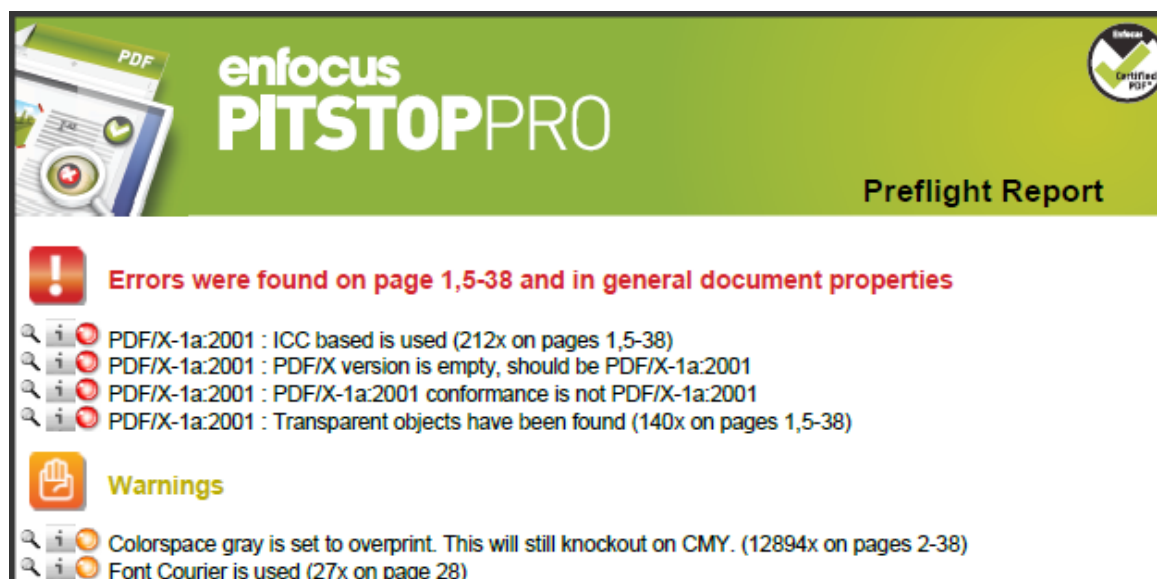 PDF
enfocus
PITSTOPPRO
Enfocus
Certified
PDF
Preflight Report
Errors were found on page 1,5-38 and in general document properties
PDF/X-1a:2001 : ICC based is used (212x on pages 1,5-38)
PDF/X-1a:2001 : PDF/X version is empty, should be PDF/X-1a:2001
PDF/X-1a:2001 : PDF/X-1a:2001 conformance is not PDF/X-1a:2001
PDF/X-1a:2001 : Transparent objects have been found (140x on pages 1,5-38)
Warnings
Colorspace gray is set to overprint. This will still knockout on CMY. (12894x on pages 2-38)
Font Courier is used (27x on page 28)